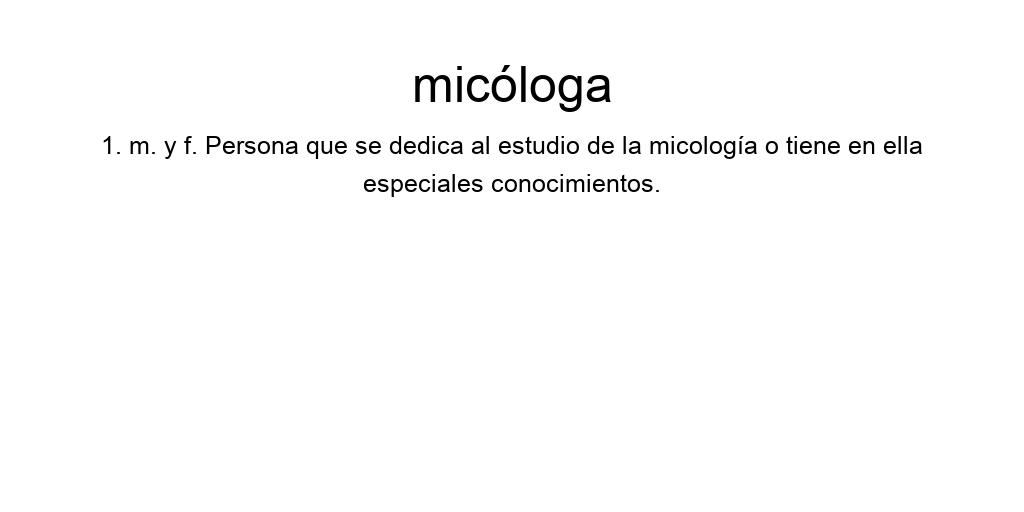 micóloga
1. m. y f. Persona que se dedica al estudio de la micología o tiene en ella
especiales conocimientos.